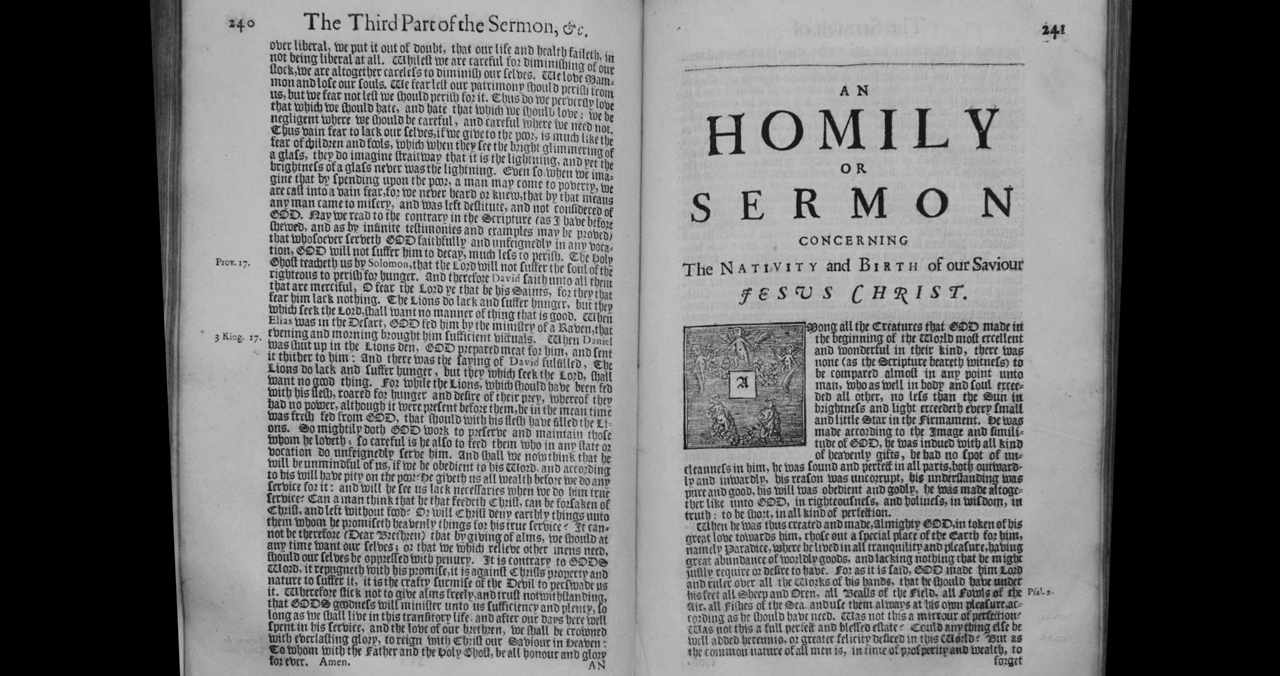 240 The Third Part of the Sermon, &c.
over liberal, we put it out of doubt, that our life and health faileth, in
not being liberal at all. Whilest we are careful for diminishing of our
stock, we are altogether careless to diminish our selves. We love Mam-
mon and lose our souls. We fear lest our patrimony should perish from
us, but we fear not lest we should perish for it. Thus do we perversly love
that which we should hate, and hate that which we should love; we be
negligent where we should be careful, and careful where we need not.
Thus vain fear to lack our selves, if we give to the poor, is much like the
fear of children and fools, which when they see the bright glimmering of
a glass, they do imagine straitway that it is the lightning, and yet the
brightness of a glass never was the lightning. Even so when we ima-
gine that by spending upon the poor, a man may come to poverty, we
are cast into a vain fear, for we never heard or knew, that by that means
any man came to misery, and was left destitute, and not considered of
GOD. Nay we read to the contrary in the Scripture (as I have before
shewed, and as by infinite testimonies and examples may be proved)
that whosoever serveth GOD faithfully and unfeignedly in any voca-
tion, GOD will not suffer him to decay, much less to perish. The Holy
Prov. 17. Ghost teacheth us by Solomon, that the Lord will not suffer the soul of the
righteous to perish for hunger. And therefore David saith unto all them
that are merciful, O fear the Lord ye that be his Saints, for they that
fear him lack nothing. The Lions do lack and suffer hunger, but they
which seek the Lord, shall want no manner of thing that is good. When
Elias was in the Desart, GOD fed him by the ministry of a Raven, that
3 King. 17. evening and morning brought him sufficient victuals. When Daniel
was shut up in the Lions den, GOD prepared meat for him, and sent
it thither to him: And there was the saying of David fulfilled, The
Lions do lack and suffer hunger, but they which seek the Lord, shall
want no good thing. For while the Lions, which should have been fed
with his flesh, roared for hunger and desire of their prey, whereof they
had no power, although it were present before them, he in the mean time
was fresh fed from GOD, that should with his flesh have filled the Li-
ons. So mightily doth GOD work to preserve and maintain those
whom he loveth; so careful is he also to feed them who in any state or
vocation do unfeignedly serve him. And shall we now think that he
will be unmindful of us, if we be obedient to his Word, and according
to his will have pity on the poor? He giveth us all wealth before we do any
service for it: and will he see us lack necessaries when we do him true
service? Can a man think that he that feedeth Christ, can be forsaken of
Christ, and left without food? Or will Christ deny earthly things unto
them whom he promiseth heavenly things for his true service? It can-
not be therefore (Dear Brethren) that by giving of alms, we should at
any time want our selves; or that we which relieve other mens need,
should our selves be oppressed with penury. It is contrary to GODS
Word, it repugneth with his promise, it is against Christs property and
nature to suffer it, it is the crafty surmise of the Devil to perswade us
it. Wherefore stick not to give alms freely, and trust notwithstanding,
that GODS goodness will minister unto us sufficiency and plenty, so
long as we shall live in this transitory life, and after our days here well
spent in his service, and the love of our brethren, we shall be crowned
with everlasting glory, to reign with Christ our Saviour in Heaven:
To whom with the Father and the Holy Ghost, be all honour and glory
for ever. Amen.
AN
241
AN
HOMILY
OR
SERMON
CONCERNING
The NATIVITY and BIRTH of our Saviour
JESUS CHRIST.
A
Mong all the Creatures that GOD made in
the beginning of the World most excellent
and wonderful in their kind, there was
none (as the Scripture beareth witness) to
be compared almost in any point unto
man, who as well in body and soul excee-
ded all other, no less than the Sun in
brightness and light exceedeth every small
and little Star in the Firmament. He was
made according to the Image and simili-
tude of GOD, he was indued with all kind
of heavenly gifts, he had no spot of un-
cleanness in him, he was sound and perfect in all parts, both outward-
ly and inwardly, his reason was uncorrupt, his understanding was
pure and good, his will was obedient and godly, he was made altoge-
ther like unto GOD, in righteousness, and holiness, in wisdom, in
truth; to be short, in all kind of perfection.
When he was thus created and made, Almighty GOD, in token of his
great love towards him, chose out a special place of the Earth for him,
namely Paradice, where he lived in all tranquility and pleasure, having
great abundance of worldly goods, and lacking nothing that he might
justly require or desire to have. For as it is said, GOD made him Lord
and ruler over all the Works of his hands, that he should have under
his feet all Sheep and Oxen, all Beasts of the Field, all Fowls of the Psal. 2.
Air, all Fishes of the Sea, and use them always at his own pleasure, ac-
cording as he should have need. Was not this a mirrour of perfection?
Was not this a full perfect and blessed estate? Could any thing else be
well added hereunto, or greater felicity desired in this World? But as
the common nature of all men is, in time of prosperity and wealth, to
forget